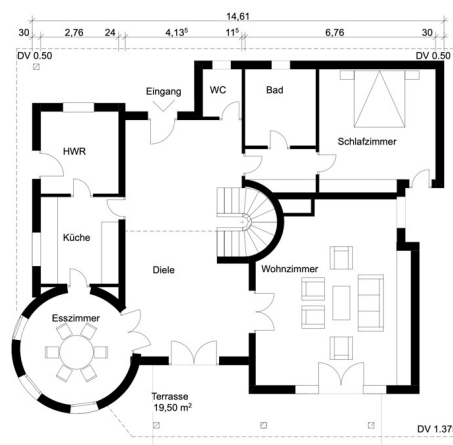 14,61
30 2,76 24 4,13⁵ 11⁵ 6,76 30
DV 0.50 DV 0.50
Eingang WC Bad
Schlafzimmer
HWR
Küche
Diele Wohnzimmer
Esszimmer
Terrasse
19,50 m²
DV 1.37